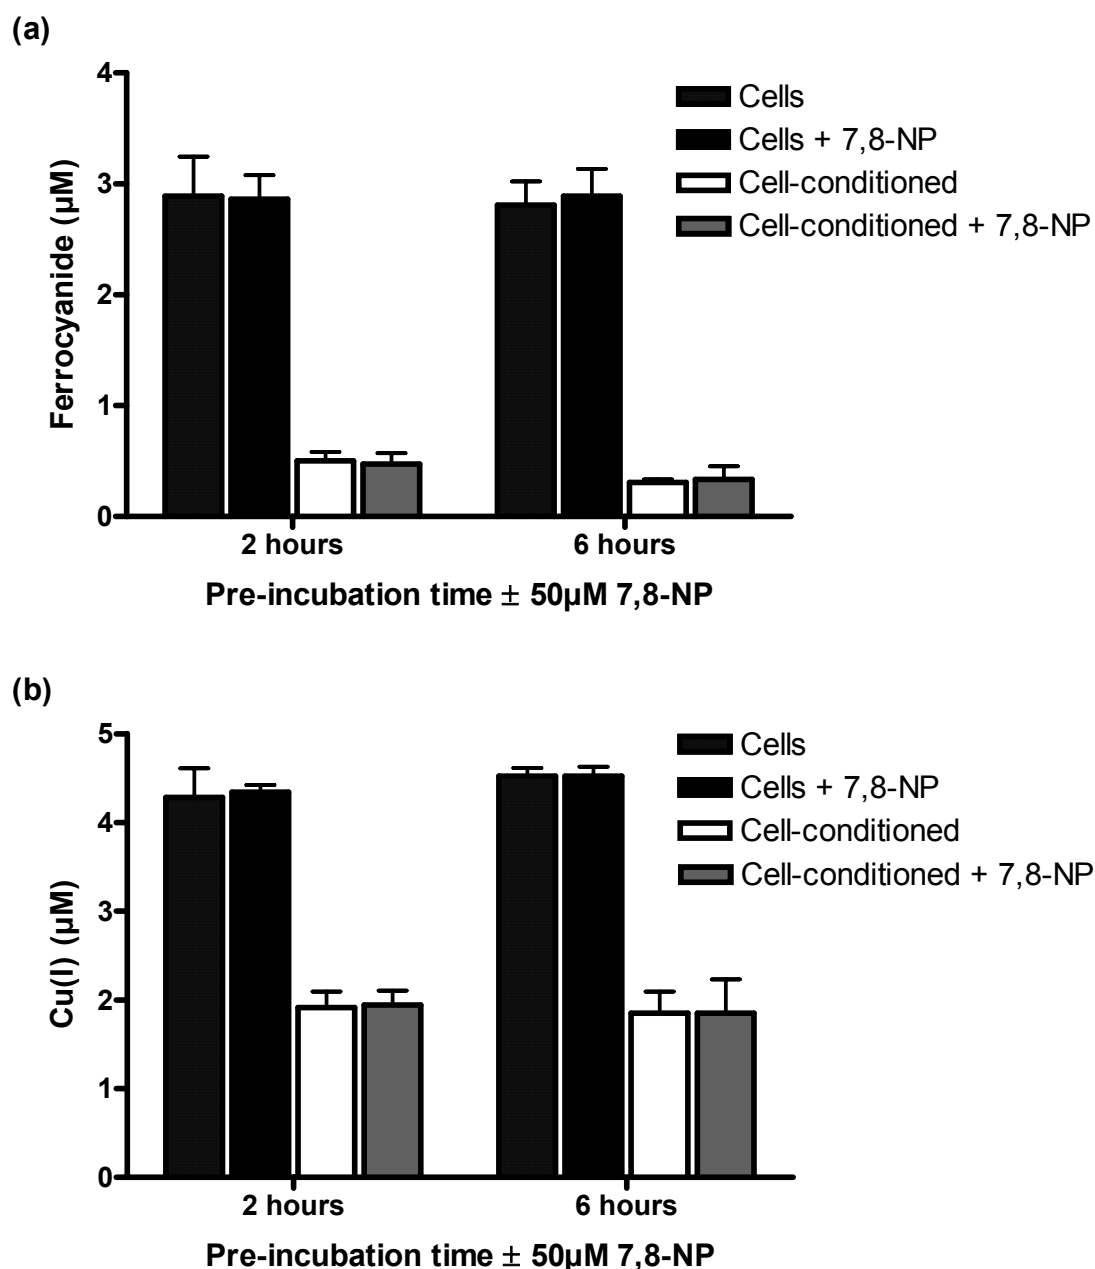 (a)
4
3
2
1
0
Ferrocyanide (µM)
Cells
Cells + 7,8-NP
Cell-conditioned
Cell-conditioned + 7,8-NP
2 hours
6 hours
Pre-incubation time ± 50µM 7,8-NP
(b)
5
4
3
2
1
0
Cu(I) (µM)
Cells
Cells + 7,8-NP
Cell-conditioned
Cell-conditioned + 7,8-NP
2 hours
6 hours
Pre-incubation time ± 50µM 7,8-NP